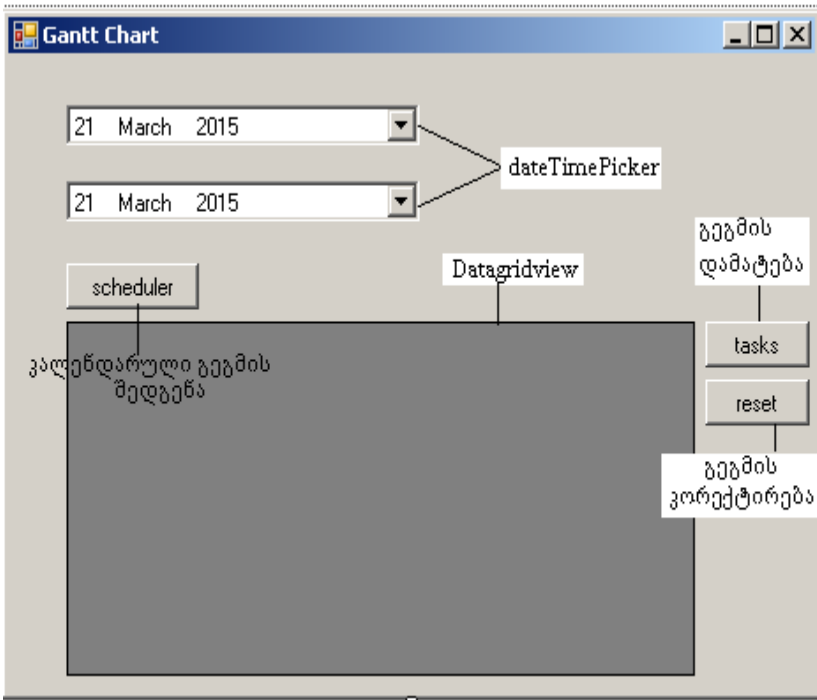 Gantt Chart
21 March 2015
dateTimePicker
21 March 2015
გეგმის
დამატება
Datagridview
scheduler
tasks
კალენდარული გეგმის
შედგენა
reset
გეგმის
კორექტირება